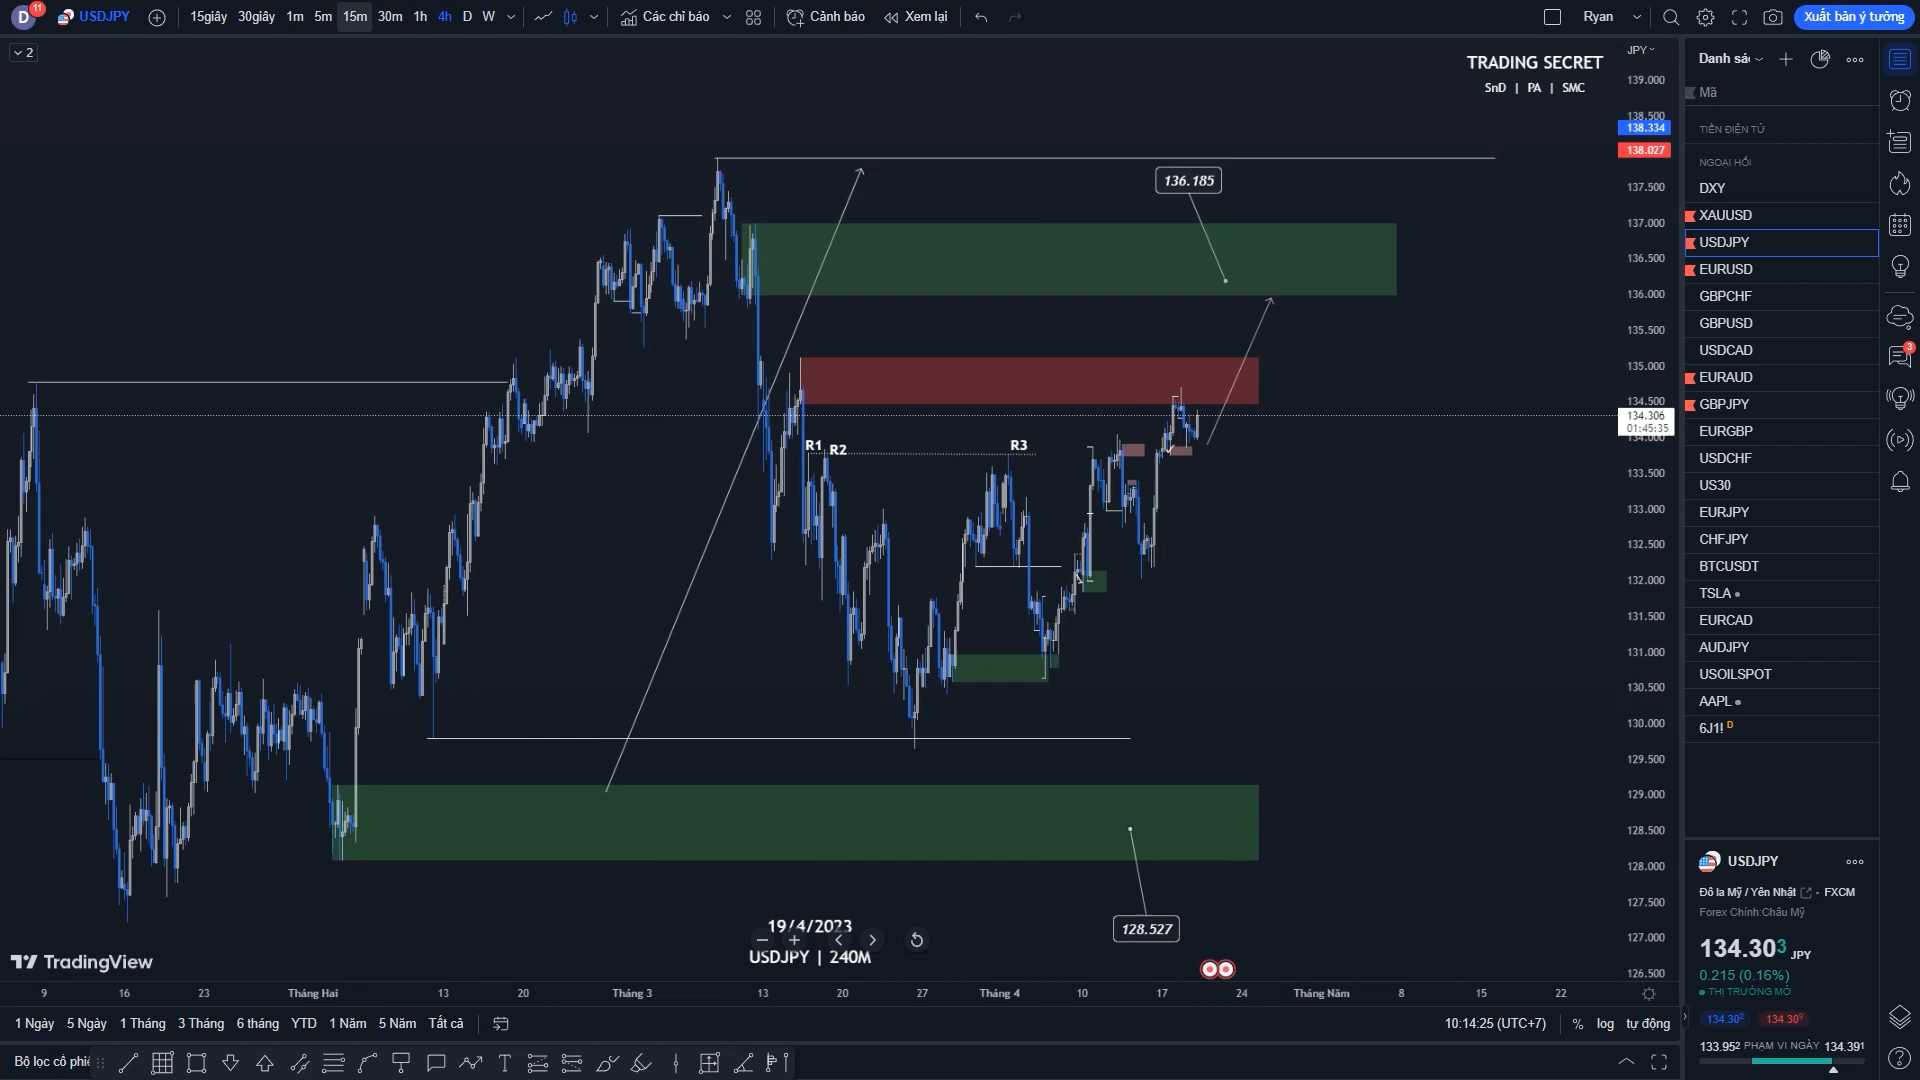 D 11 USDJPY 15giây 30giây 1m 5m 15m 30m 1h 4h D W Các chỉ báo Cảnh báo Xem lại Ryan Xuất bản ý tưởng
2
TRADING SECRET
SnD | PA | SMC
JPY
139.000
138.500
138.334
138.027
137.500
137.000
136.500
136.000
135.500
135.000
134.500
134.306
01:45:35
134.000
133.500
133.000
132.500
132.000
131.500
131.000
130.500
130.000
129.500
129.000
128.500
128.000
127.500
127.000
126.500
136.185
R1 R2 R3
128.527
19/4/2023
USDJPY | 240M
TradingView
9 16 23 Tháng Hai 13 20 Tháng 3 13 20 27 Tháng 4 10 17 24 Tháng Năm 8 15 22
1 Ngày 5 Ngày 1 Tháng 3 Tháng 6 tháng YTD 1 Năm 5 Năm Tất cả 10:14:25 (UTC+7) % log tự động
Danh sá
Mã
TIỀN ĐIỆN TỬ
NGOẠI HỐI
DXY
XAUUSD
USDJPY
EURUSD
GBPCHF
GBPUSD
USDCAD
EURAUD
GBPJPY
EURGBP
USDCHF
US30
EURJPY
CHFJPY
BTCUSDT
TSLA
EURCAD
AUDJPY
USOILSPOT
AAPL
6J1! D
3
USDJPY
Đô la Mỹ / Yên Nhật - FXCM
Forex Chính:Châu Mỹ
134.303 JPY
0.215 (0.16%)
THỊ TRƯỜNG MỞ
134.302 134.309
133.952 PHẠM VI NGÀY 134.391